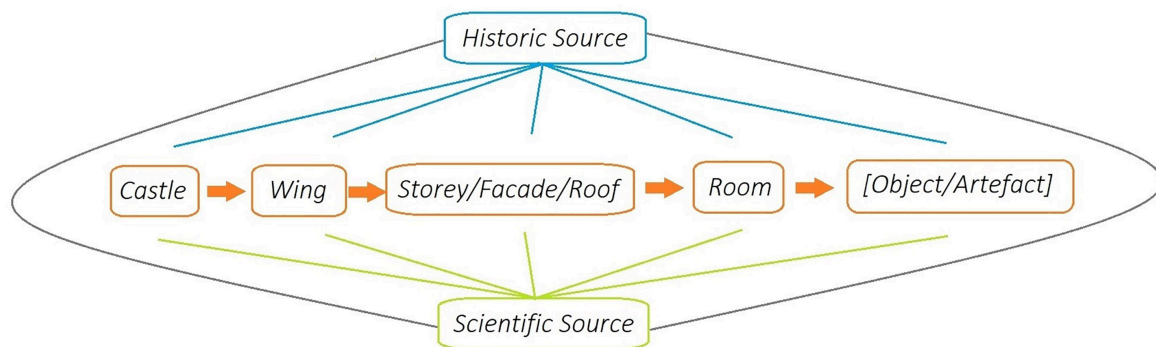 Historic Source
Castle
Wing
Storey/Facade/Roof
Room
[Object/Artefact]
Scientific Source